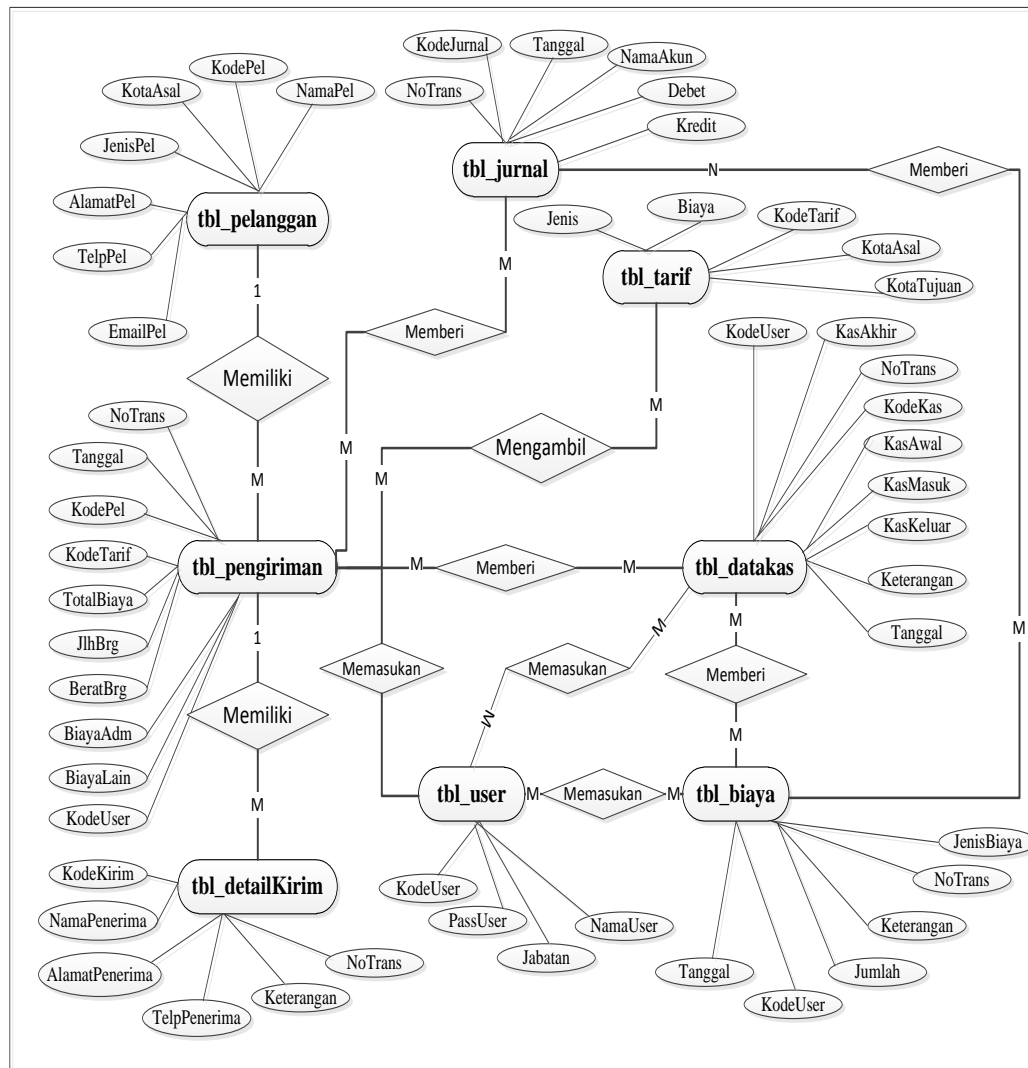 KodeJurnal
Tanggal
NamaAkun
KodePel
KotaAsal
NamaPel
NoTrans
Debet
Kredit
JenisPel
tbl_jurnal
N
Memberi
AlamatPel
tbl_pelanggan
Jenis
Biaya
KodeTarif
KotaAsal
TelpPel
M
tbl_tarif
KotaTujuan
1
EmailPel
Memberi
KodeUser
KasAkhir
Memiliki
NoTrans
M
NoTrans
KodeKas
Tanggal
M
Mengambil
KasAwal
M
M
KasMasuk
KodePel
KasKeluar
KodeTarif
tbl_pengiriman
M
Memberi
M
tbl_datakas
Keterangan
TotalBiaya
M
Tanggal
M
JlhBrg
1
M
Memasukan
Memasukan
Memberi
BeratBrg
Memiliki
BiayaAdm
M
M
BiayaLain
tbl_user
M
Memasukan
M
tbl_biaya
M
KodeUser
JenisBiaya
KodeKirim
tbl_detailKirim
KodeUser
NoTrans
NamaPenerima
PassUser
NamaUser
Keterangan
Jabatan
AlamatPenerima
NoTrans
Tanggal
Jumlah
Keterangan
KodeUser
TelpPenerima